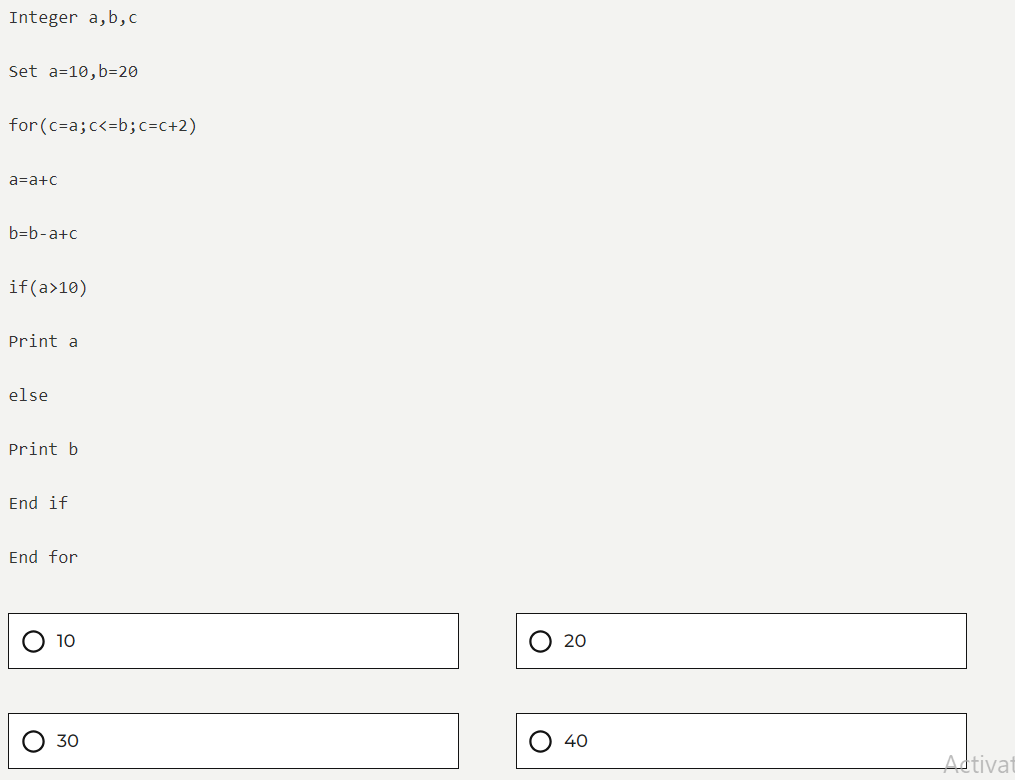 Integer a,b,c
Set a=10,b=20
for(c=a;c<=b;c=c+2)
a=a+c
b=b-a+c
if(a>10)
Print a
else
Print b
End if
End for
10
20
30
40
Activat